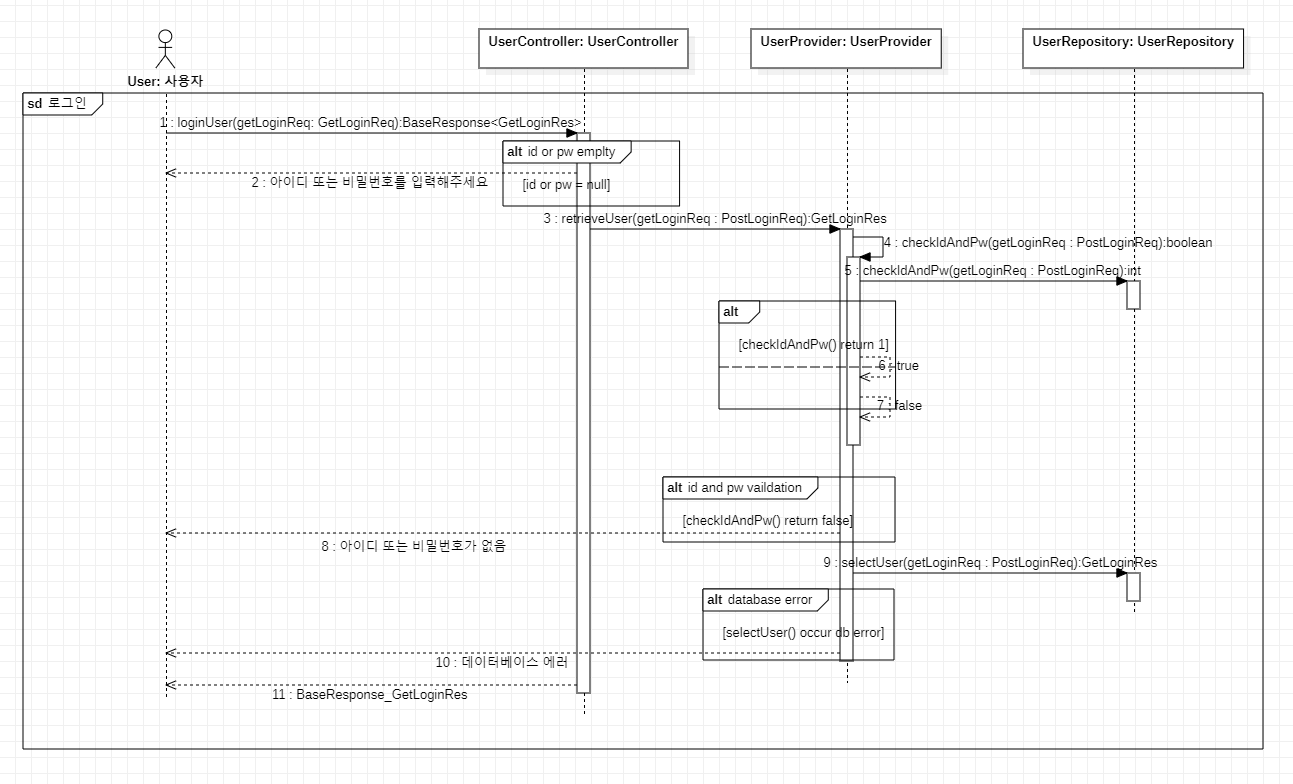 UserController: UserController
UserProvider: UserProvider
UserRepository: UserRepository
User: 사용자
sd 로그인
1 : loginUser(getLoginReq: GetLoginReq):BaseResponse<GetLoginRes>
alt id or pw emplty
2 : 아이디 또는 비밀번호를 입력해주세요
[id or pw = null]
3 : retrieveUser(getLoginReq : PostLoginReq):GetLoginRes
4 : checkIdAndPw(getLoginReq : PostLoginReq):boolean
5 : checkIdAndPw(getLoginReq : PostLoginReq):int
alt
[checkIdAndPw() return 1]
6 : true
7 : false
alt id and pw vaildation
[checkIdAndPw() return false]
8 : 아이디 또는 비밀번호가 없음
9 : selectUser(getLoginReq : PostLoginReq):GetLoginRes
alt database error
[selectUser() occur db error]
10 : 데이터베이스 에러
11 : BaseResponse_GetLoginRes